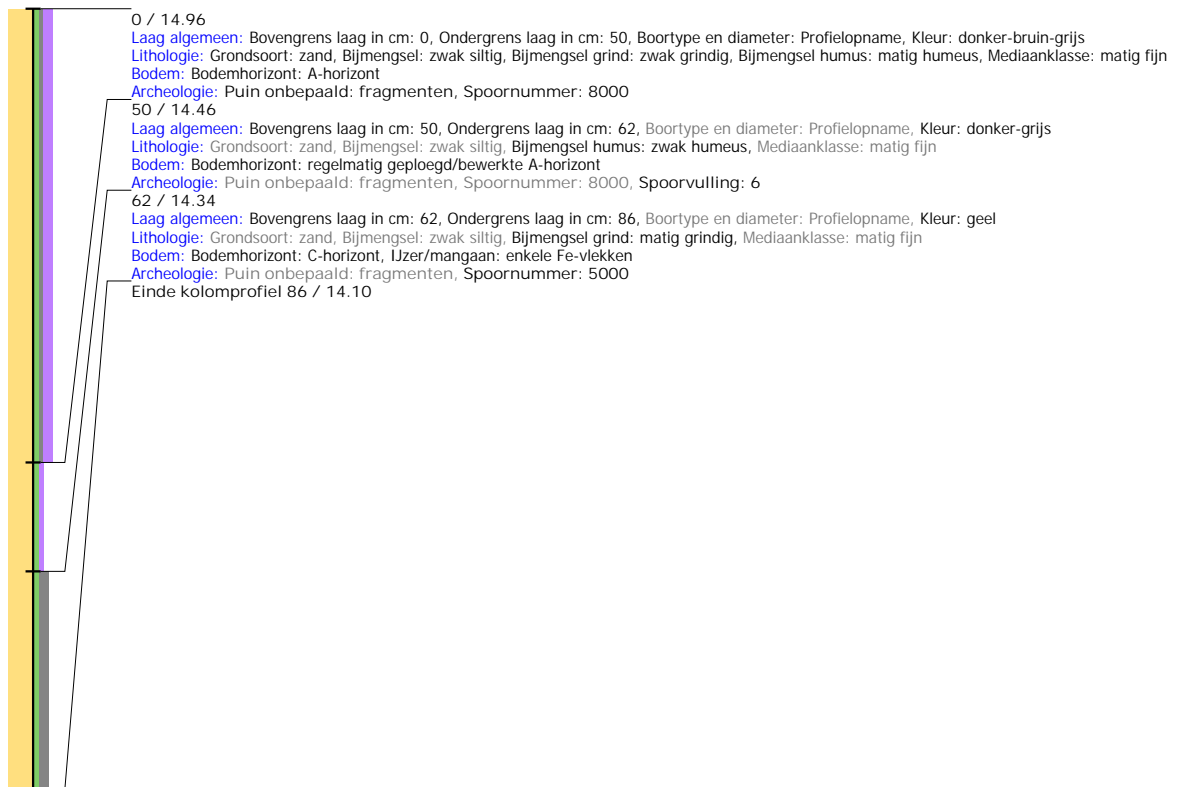 0 / 14.96
Laag algemeen: Bovengrens laag in cm: 0, Ondergrens laag in cm: 50, Boortype en diameter: Profielopname, Kleur: donker-bruin-grijs
Lithologie: Grondsoort: zand, Bijmengsel: zwak siltig, Bijmengsel grind: zwak grindig, Bijmengsel humus: matig humeus, Mediaanklasse: matig fijn
Bodem: Bodemhorizont: A-horizont
Archeologie: Puin onbepaald: fragmenten, Spoornummer: 8000
50 / 14.46
Laag algemeen: Bovengrens laag in cm: 50, Ondergrens laag in cm: 62, Boortype en diameter: Profielopname, Kleur: donker-grijs
Lithologie: Grondsoort: zand, Bijmengsel: zwak siltig, Bijmengsel humus: zwak humeus, Mediaanklasse: matig fijn
Bodem: Bodemhorizont: regelmatig geploegd/bewerkte A-horizont
Archeologie: Puin onbepaald: fragmenten, Spoornummer: 8000, Spoorvulling: 6
62 / 14.34
Laag algemeen: Bovengrens laag in cm: 62, Ondergrens laag in cm: 86, Boortype en diameter: Profielopname, Kleur: geel
Lithologie: Grondsoort: zand, Bijmengsel: zwak siltig, Bijmengsel grind: matig grindig, Mediaanklasse: matig fijn
Bodem: Bodemhorizont: C-horizont, IJzer/mangaan: enkele Fe-vlekken
Archeologie: Puin onbepaald: fragmenten, Spoornummer: 5000
Einde kolomprofiel 86 / 14.10